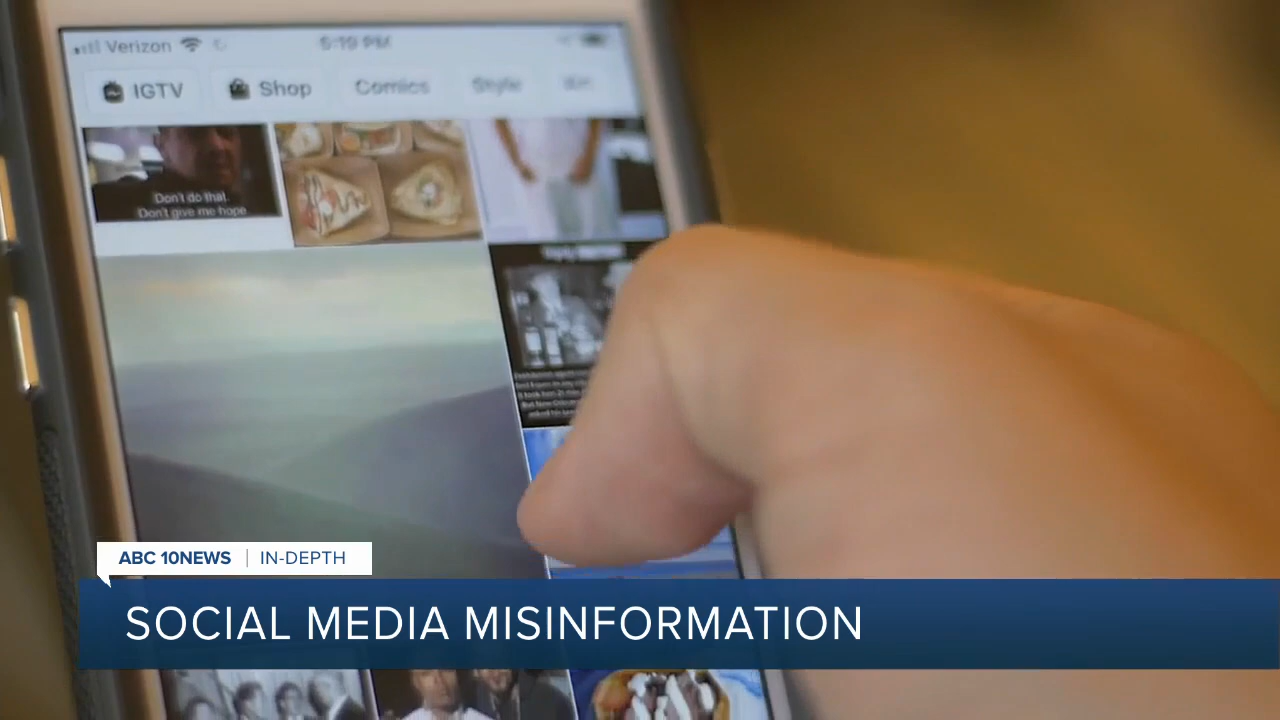 Verizon
5:19 PM
IGTV
Shop
Comics
Style
Don't do that.
Don't give me hope
ABC 10NEWS | IN-DEPTH
SOCIAL MEDIA MISINFORMATION